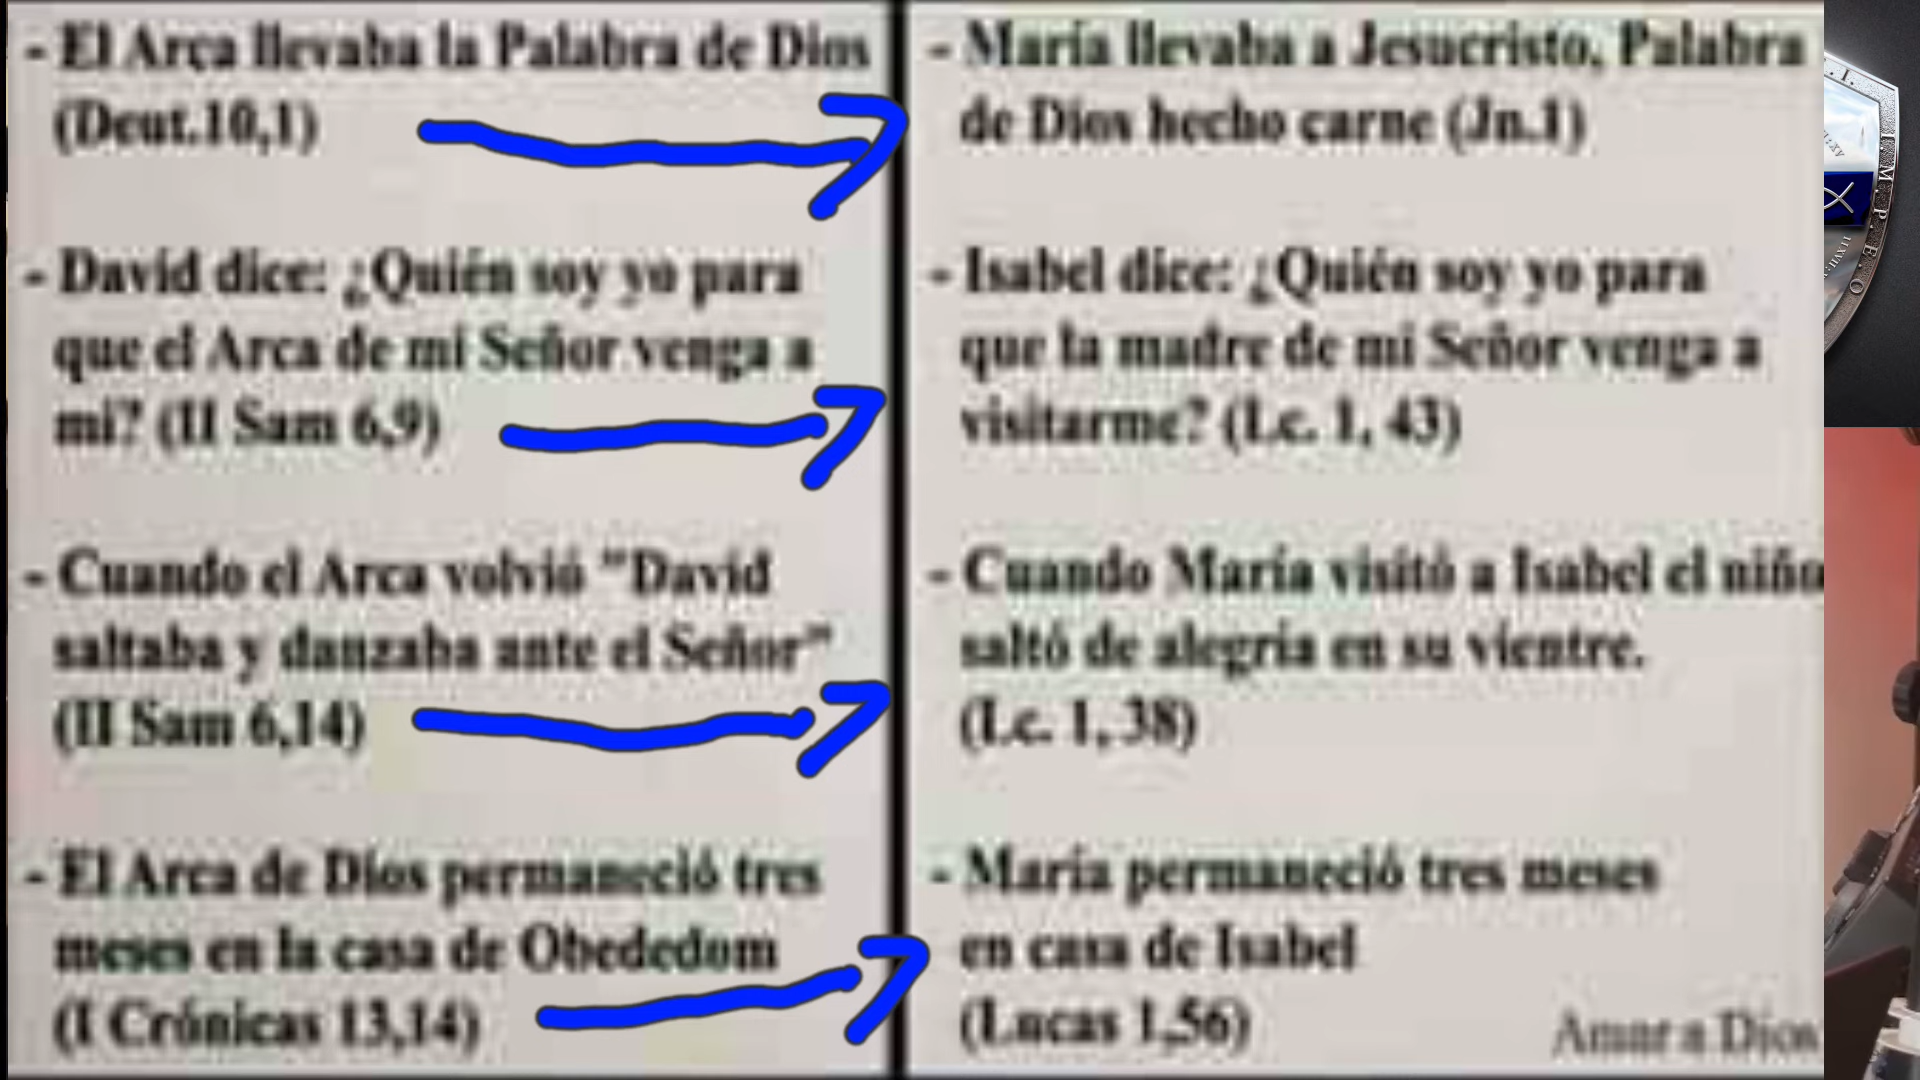 - El Arca llevaba la Palabra de Dios
(Deut.10,1)
- David dice: ¿Quién soy yo para
que el Arca de mi Señor venga a
mi? (II Sam 6,9)
- Cuando el Arca volvió "David
saltaba y danzaba ante el Señor"
(II Sam 6,14)
- El Arca de Dios permaneció tres
meses en la casa de Obededom
(I Crónicas 13,14)
- María llevaba a Jesucristo, Palabra
de Dios hecho carne (Jn.1)
- Isabel dice: ¿Quién soy yo para
que la madre de mi Señor venga a
visitarme? (Lc. 1, 43)
- Cuando María visitó a Isabel el niño
saltó de alegria en su vientre.
(Lc. 1, 38)
- María permaneció tres meses
en casa de Isabel
(Lucas 1,56)
Amar a Dios